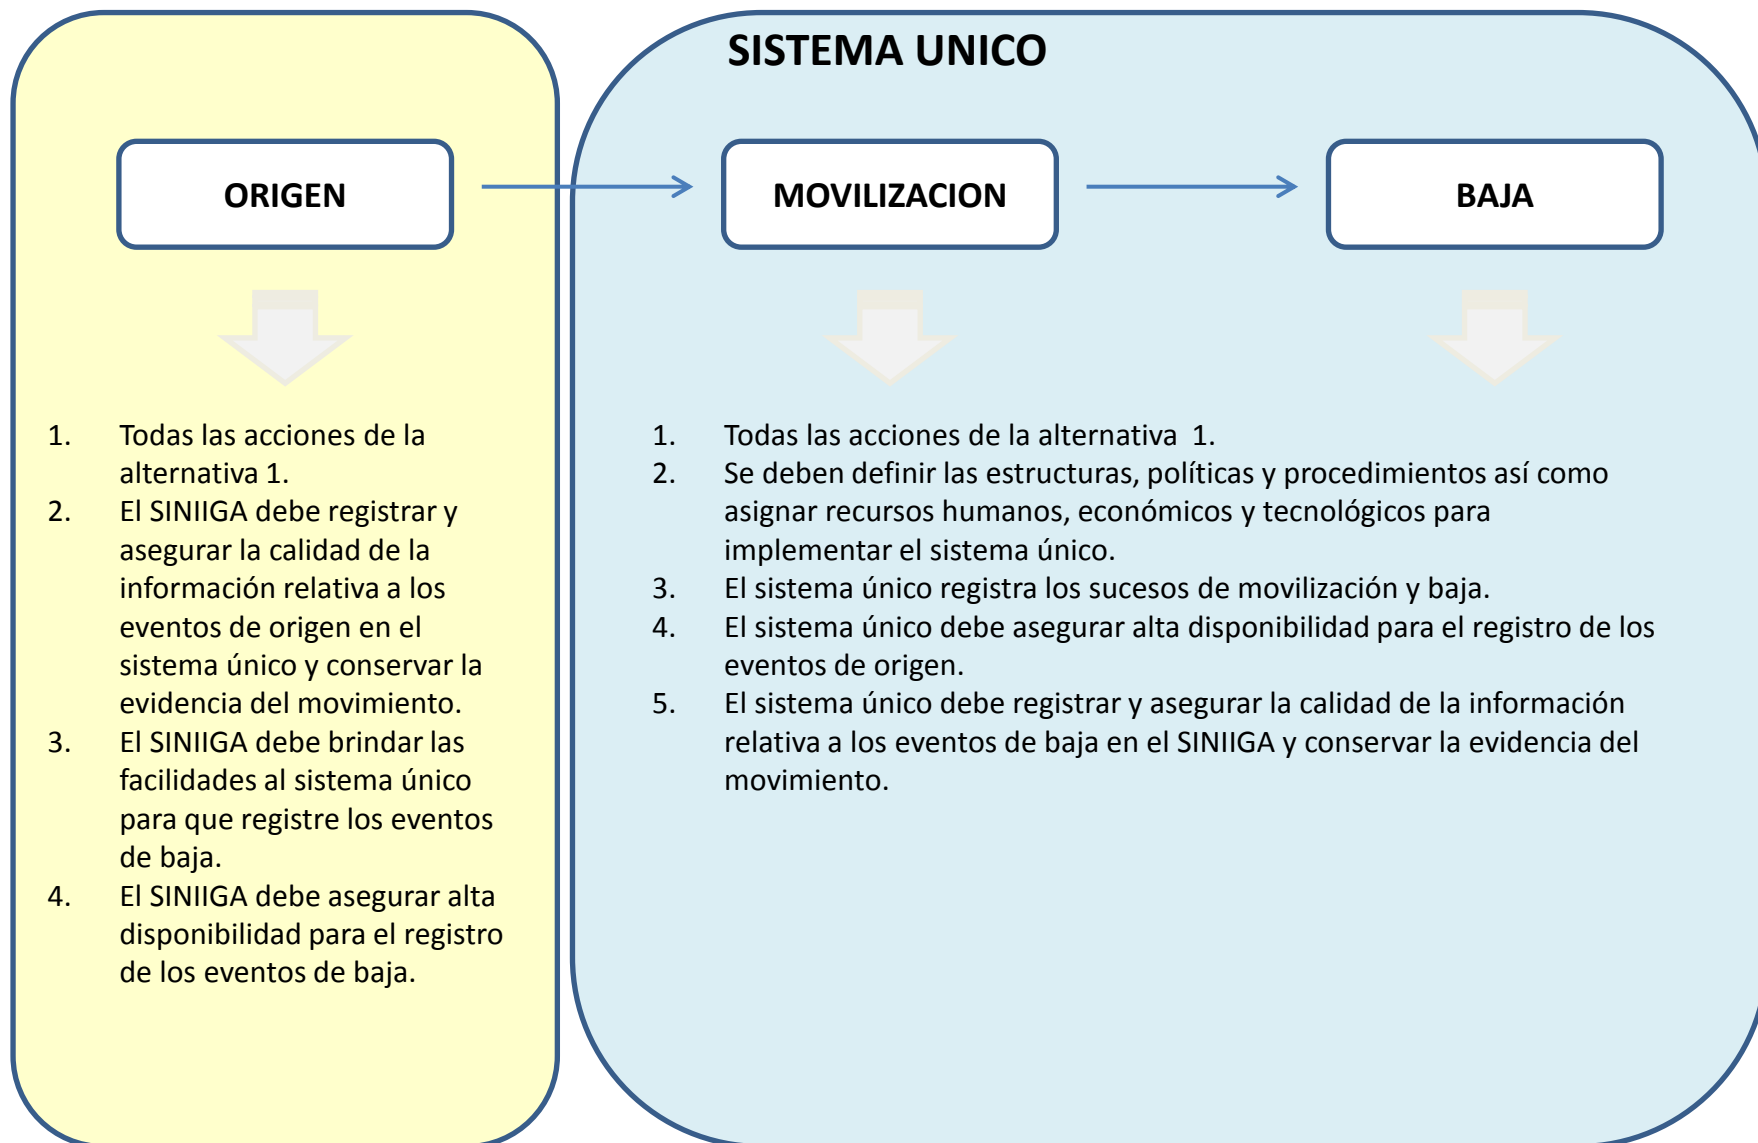 SISTEMA UNICO
ORIGEN
MOVILIZACION
BAJA
1. Todas las acciones de la
alternativa 1.
2. El SINIIGA debe registrar y
asegurar la calidad de la
información relativa a los
eventos de origen en el
sistema único y conservar la
evidencia del movimiento.
3. El SINIIGA debe brindar las
facilidades al sistema único
para que registre los eventos
de baja.
4. El SINIIGA debe asegurar alta
disponibilidad para el registro
de los eventos de baja.
1. Todas las acciones de la alternativa 1.
2. Se deben definir las estructuras, políticas y procedimientos así como
asignar recursos humanos, económicos y tecnológicos para
implementar el sistema único.
3. El sistema único registra los sucesos de movilización y baja.
4. El sistema único debe asegurar alta disponibilidad para el registro de los
eventos de origen.
5. El sistema único debe registrar y asegurar la calidad de la información
relativa a los eventos de baja en el SINIIGA y conservar la evidencia del
movimiento.